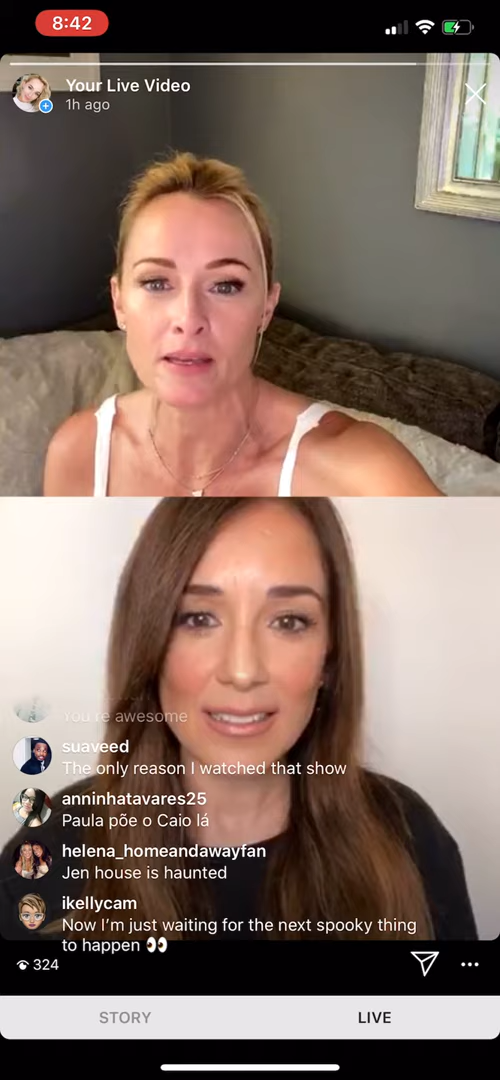 8:42
Your Live Video
1h ago
You're awesome
suaveed
The only reason I watched that show
anninhatavares25
Paula põe o Caio lá
helena_homeandawayfan
Jen house is haunted
ikellycam
Now I’m just waiting for the next spooky thing
to happen 👀
324
STORY
LIVE